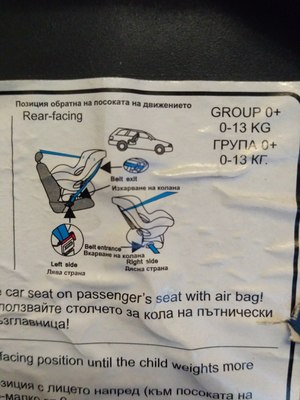 Позиция обратна на посоката на движението
Rear-facing
GROUP 0+
0-13 KG
ГРУПА 0+
0-13 КГ.
Belt exit
Изкарване на колана
Belt entrance
Вкарване на колана
Left side
Лява страна
Right side
Дясна страна
car seat on passenger's seat with air bag!
ползвайте столчето за кола на пътнически
ъзглавница!
facing position until the child weights more
озиция с лицето напред (към посоката на